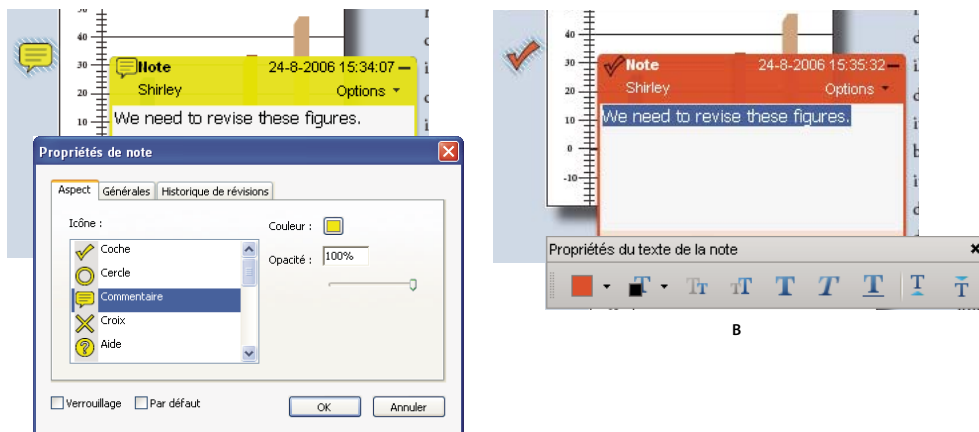 40
30
20
10
Note 24-8-2006 15:34:07
Shirley Options
We need to revise these figures.
Propriétés de note
Aspect Générales Historique de révisions
Icône :
Coche
Cercle
Commentaire
Croix
Aide
Couleur :
Opacité : 100%
Verrouillage Par défaut
OK Annuler
40
30
20
10
0
-10
Note 24-8-2006 15:35:32
Shirley Options
We need to revise these figures.
Propriétés du texte de la note
T TT TT T T T T T
B